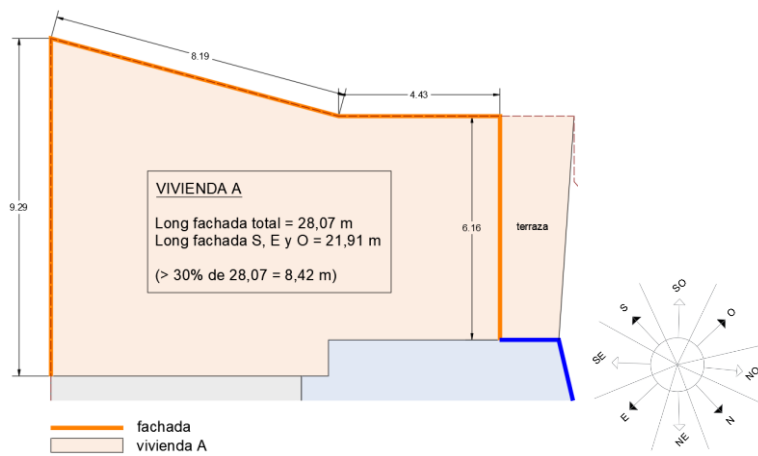 8.19
4.43
9.29
VIVIENDA A
Long fachada total = 28,07 m
Long fachada S, E y O = 21,91 m
(> 30% de 28,07 = 8,42 m)
6.16
terraza
SO
S
O
SE
NO
E
N
NE
fachada
vivienda A